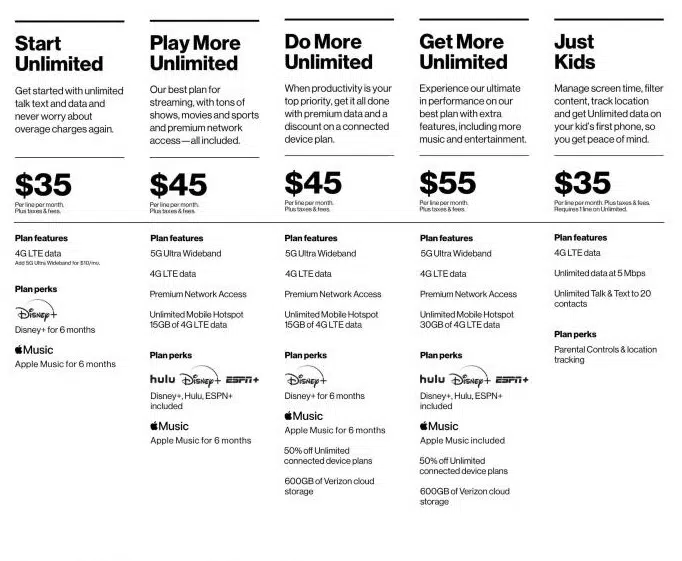 Start
Unlimited
Get started with unlimited
talk text and data and
never worry about
overage charges again.
$35
Per line per month.
Plus taxes & fees.
Plan features
4G LTE data
Add 5G Ultra Wideband for $10/mo.
Plan perks
Disney+
Disney+ for 6 months
Music
Apple Music for 6 months
Play More
Unlimited
Our best plan for
streaming, with tons of
shows, movies and sports
and premium network
access—all included.
$45
Per line per month.
Plus taxes & fees.
Plan features
5G Ultra Wideband
4G LTE data
Premium Network Access
Unlimited Mobile Hotspot
15GB of 4G LTE data
Plan perks
hulu Disney+ ESPN+
Disney+, Hulu, ESPN+
included
Music
Apple Music for 6 months
Do More
Unlimited
When productivity is your
top priority, get it all done
with premium data and a
discount on a connected
device plan.
$45
Per line per month.
Plus taxes & fees.
Plan features
5G Ultra Wideband
4G LTE data
Premium Network Access
Unlimited Mobile Hotspot
15GB of 4G LTE data
Plan perks
Disney+
Disney+ for 6 months
Music
Apple Music for 6 months
50% off Unlimited
connected device plans
600GB of Verizon cloud
storage
Get More
Unlimited
Experience our ultimate
in performance on our
best plan with extra
features, including more
music and entertainment.
$55
Per line per month.
Plus taxes & fees.
Plan features
5G Ultra Wideband
4G LTE data
Premium Network Access
Unlimited Mobile Hotspot
30GB of 4G LTE data
Plan perks
hulu Disney+ ESPN+
Disney+, Hulu, ESPN+
included
Music
Apple Music included
50% off Unlimited
connected device plans
600GB of Verizon cloud
storage
Just
Kids
Manage screen time, filter
content, track location
and get Unlimited data on
your kid's first phone, so
you get peace of mind.
$35
Per line per month. Plus taxes & fees.
Requires 1 line on Unlimited.
Plan features
4G LTE data
Unlimited data at 5 Mbps
Unlimited Talk & Text to 20
contacts
Plan perks
Parental Controls & location
tracking